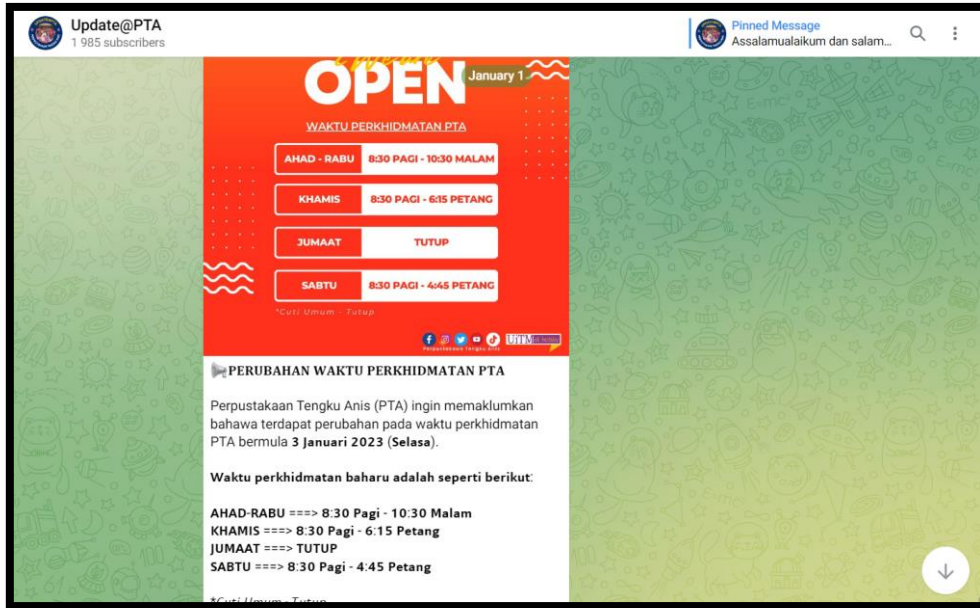 Update@PTA
1 985 subscribers
Pinned Message
Assalamualaikum dan salam...
OPEN
January 1
WAKTU PERKHIDMATAN PTA
AHAD - RABU 8:30 PAGI - 10:30 MALAM
KHAMIS 8:30 PAGI - 6:15 PETANG
JUMAAT TUTUP
SABTU 8:30 PAGI - 4:45 PETANG
*Cuti Umum - Tutup
UiTM
Perpustakaan Tengku Anis
PERUBAHAN WAKTU PERKHIDMATAN PTA
Perpustakaan Tengku Anis (PTA) ingin memaklumkan
bahawa terdapat perubahan pada waktu perkhidmatan
PTA bermula 3 Januari 2023 (Selasa).
Waktu perkhidmatan baharu adalah seperti berikut:
AHAD-RABU ===> 8:30 Pagi - 10:30 Malam
KHAMIS ===> 8:30 Pagi - 6:15 Petang
JUMAAT ===> TUTUP
SABTU ===> 8:30 Pagi - 4:45 Petang
*Cuti Umum - Tutup